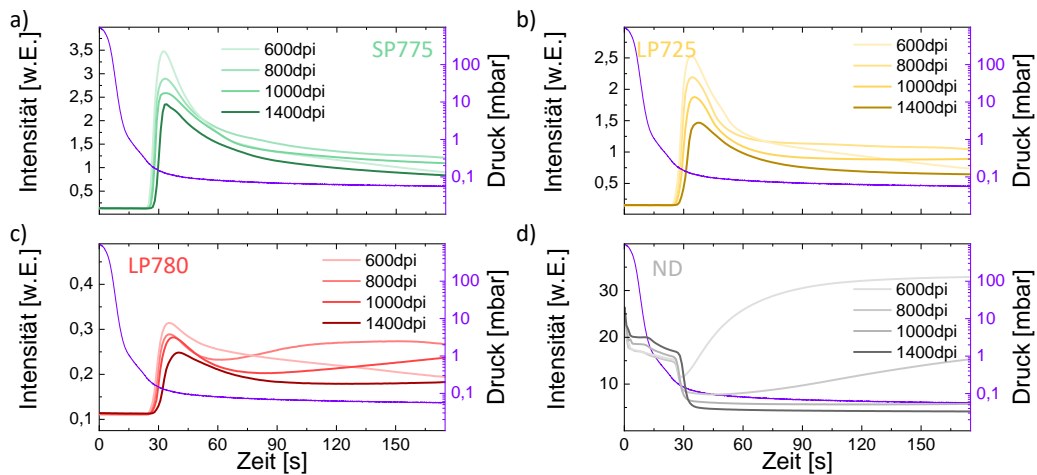 a)
SP775
600dpi
800dpi
1000dpi
1400dpi
Intensität [w.E.]
3,5
3
2,5
2
1,5
1
0,5
Druck [mbar]
100
10
1
0,1
b)
LP725
600dpi
800dpi
1000dpi
1400dpi
Intensität [w.E.]
2,5
2
1,5
1
0,5
Druck [mbar]
100
10
1
0,1
c)
LP780
600dpi
800dpi
1000dpi
1400dpi
Intensität [w.E.]
0,4
0,3
0,2
0,1
Druck [mbar]
100
10
1
0,1
0 30 60 90 120 150
Zeit [s]
d)
ND
600dpi
800dpi
1000dpi
1400dpi
Intensität [w.E.]
30
20
10
Druck [mbar]
100
10
1
0,1
0 30 60 90 120 150
Zeit [s]